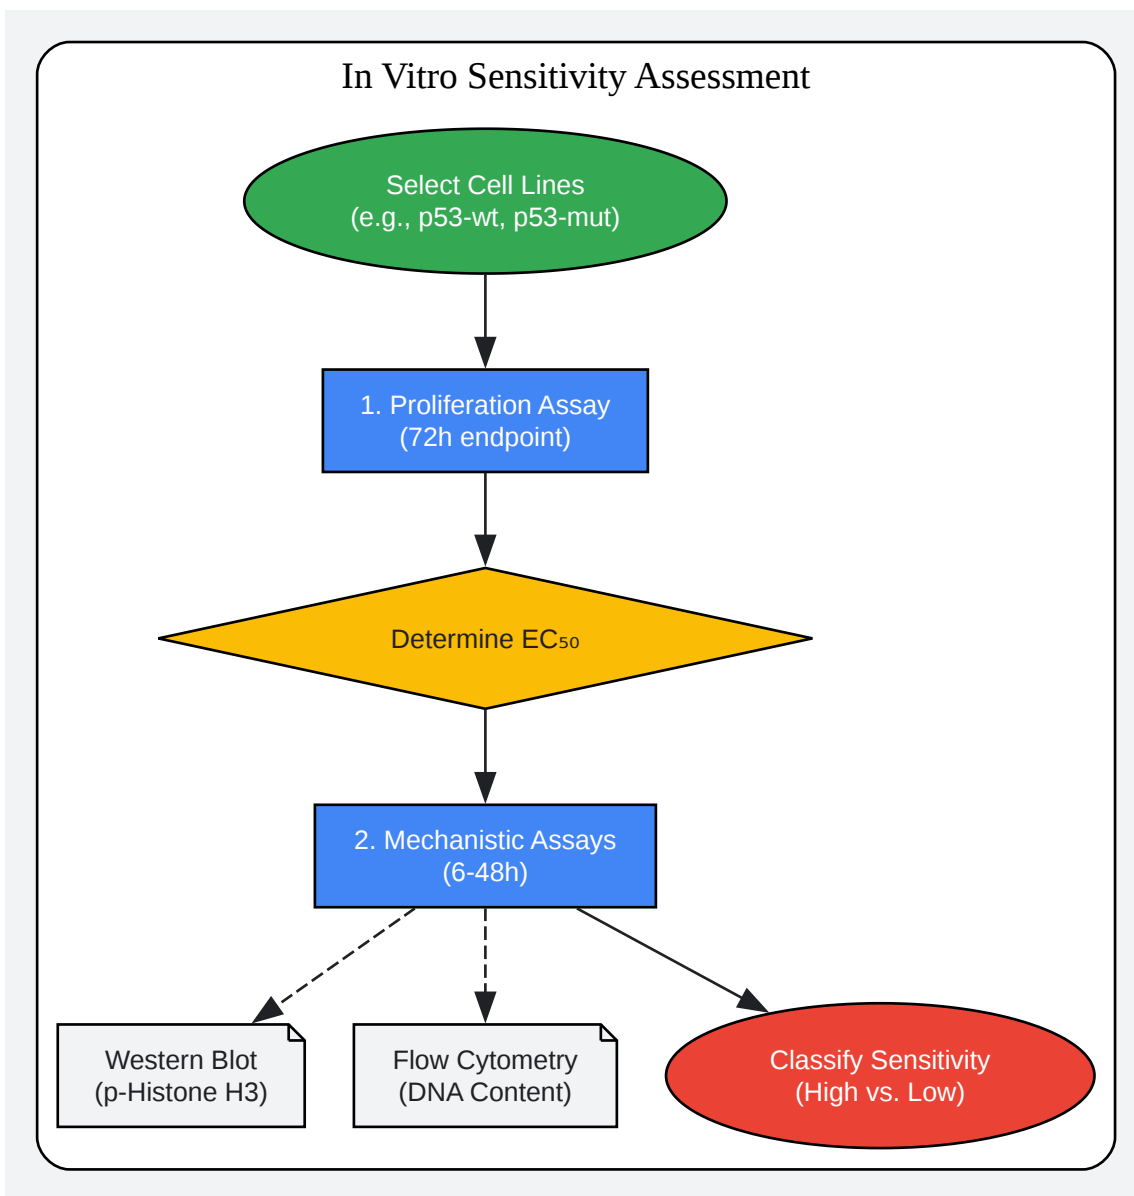 In Vitro Sensitivity Assessment
Select Cell Lines
(e.g., p53-wt, p53-mut)
1. Proliferation Assay
(72h endpoint)
Determine EC₅₀
2. Mechanistic Assays
(6-48h)
Western Blot
(p-Histone H3)
Flow Cytometry
(DNA Content)
Classify Sensitivity
(High vs. Low)